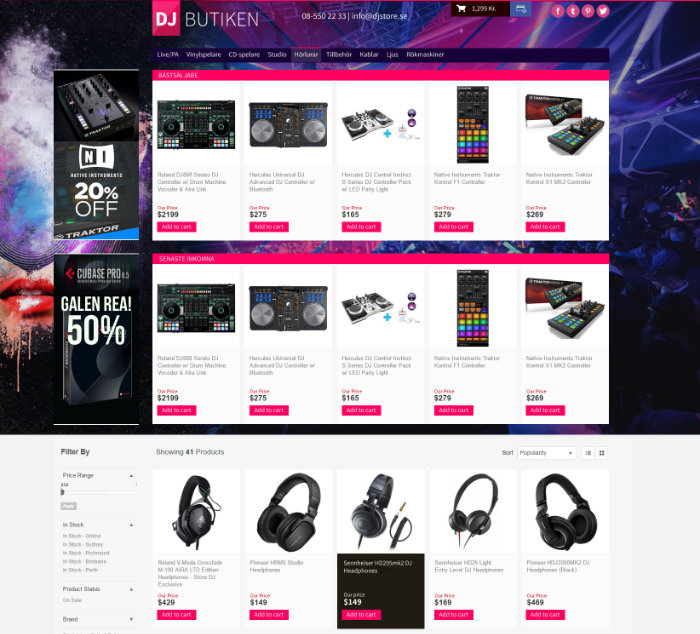 DJ BUTIKEN
08-550 22 33 | info@djstore.se
1,299 Kr.
Live/PA Vinylspelare CD-spelare Studio Hörlurar Tillbehör Kablar Ljus Rökmaskiner
TRAKTOR
NI
NATIVE INSTRUMENTS
20%
OFF
TRAKTOR
BÄSTSÄLJARE
Roland DJ808 Serato DJ
Controller w/ Drum Machine,
Vocoder & Aira Link
Our Price
$2199
Add to cart
Hercules Universal DJ
Advanced DJ Controller w/
Bluetooth
Our Price
$275
Add to cart
Hercules DJ Control Instinct
S Series DJ Controller Pack
w/ LED Party Light
Our Price
$165
Add to cart
Native Instruments Traktor
Kontrol F1 Controller
Our Price
$279
Add to cart
TRAKTOR
Native Instruments Traktor
Kontrol X1 MK2 Controller
Our Price
$269
Add to cart
CUBASE PRO 8.5
GALEN REA!
50%
SENASTE INKOMNA
Roland DJ808 Serato DJ
Controller w/ Drum Machine,
Vocoder & Aira Link
Our Price
$2199
Add to cart
Hercules Universal DJ
Advanced DJ Controller w/
Bluetooth
Our Price
$275
Add to cart
Hercules DJ Control Instinct
S Series DJ Controller Pack
w/ LED Party Light
Our Price
$165
Add to cart
Native Instruments Traktor
Kontrol F1 Controller
Our Price
$279
Add to cart
TRAKTOR
Native Instruments Traktor
Kontrol X1 MK2 Controller
Our Price
$269
Add to cart
Filter By
Price Range
$29
Apply
In Stock
In Stock - Online
In Stock - Sydney
In Stock - Richmond
In Stock - Brisbane
In Stock - Perth
Product Status
On Sale
Brand
Showing 41 Products
Sort Popularity
Roland V-Moda Crossfade
M-100 AIRA LTD Edition
Headphones - Store DJ
Exclusive
$429
Add to cart
Pioneer HRM5 Studio
Headphones
$149
Add to cart
Sennheiser HD205mk2 DJ
Headphones
Our price
$149
Add to cart
Sennheiser HD25 Light
Entry Level DJ Headphones
$169
Add to cart
Pioneer HDJ2000MK2 DJ
Headphones (Black)
$469
Add to cart